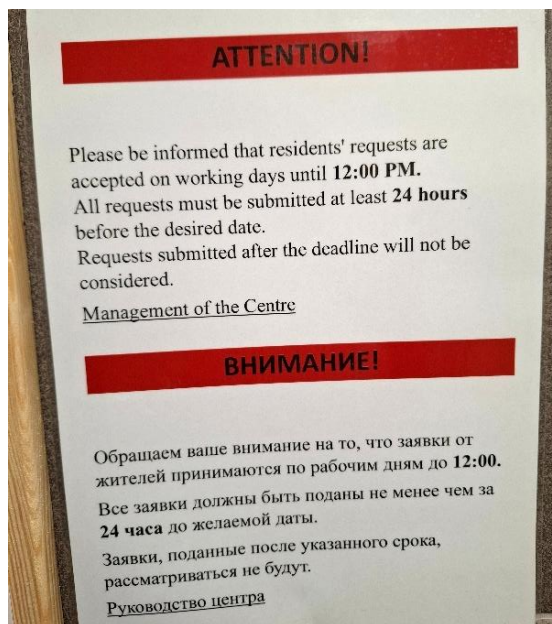 ATTENTION!
Please be informed that residents' requests are
accepted on working days until 12:00 PM.
All requests must be submitted at least 24 hours
before the desired date.
Requests submitted after the deadline will not be
considered.
Management of the Centre
ВНИМАНИЕ!
Обращаем ваше внимание на то, что заявки от
жителей принимаются по рабочим дням до 12:00.
Все заявки должны быть поданы не менее чем за
24 часа до желаемой даты.
Заявки, поданные после указанного срока,
рассматриваться не будут.
Руководство центра